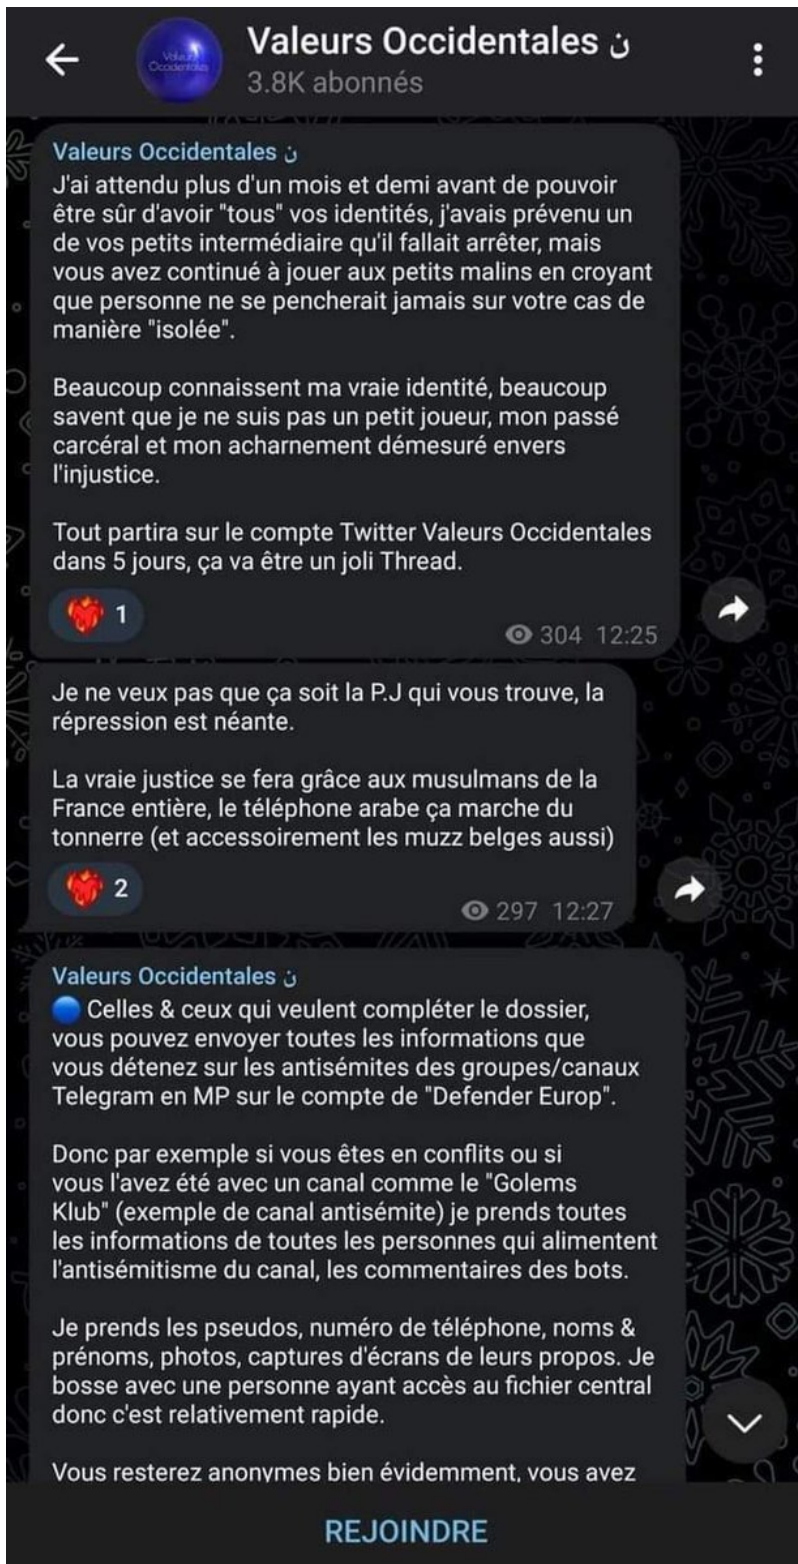 Valeurs Occidentales ن
3.8K abonnés
Valeurs Occidentales
Valeurs Occidentales ن
J'ai attendu plus d'un mois et demi avant de pouvoir
être sûr d'avoir "tous" vos identités, j'avais prévenu un
de vos petits intermédiaire qu'il fallait arrêter, mais
vous avez continué à jouer aux petits malins en croyant
que personne ne se pencherait jamais sur votre cas de
manière "isolée".
Beaucoup connaissent ma vraie identité, beaucoup
savent que je ne suis pas un petit joueur, mon passé
carcéral et mon acharnement démesuré envers
l'injustice.
Tout partira sur le compte Twitter Valeurs Occidentales
dans 5 jours, ça va être un joli Thread.
1
304 12:25
Je ne veux pas que ça soit la P.J qui vous trouve, la
répression est néante.
La vraie justice se fera grâce aux musulmans de la
France entière, le téléphone arabe ça marche du
tonnerre (et accessoirement les muzz belges aussi)
2
297 12:27
Valeurs Occidentales ن
Celles & ceux qui veulent compléter le dossier,
vous pouvez envoyer toutes les informations que
vous détenez sur les antisémites des groupes/canaux
Telegram en MP sur le compte de "Defender Europ".
Donc par exemple si vous êtes en conflits ou si
vous l'avez été avec un canal comme le "Golems
Klub" (exemple de canal antisémite) je prends toutes
les informations de toutes les personnes qui alimentent
l'antisémitisme du canal, les commentaires des bots.
Je prends les pseudos, numéro de téléphone, noms &
prénoms, photos, captures d'écrans de leurs propos. Je
bosse avec une personne ayant accès au fichier central
donc c'est relativement rapide.
Vous resterez anonymes bien évidemment, vous avez
REJOINDRE